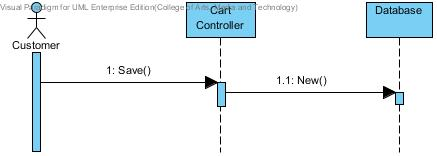 Visual Paradigm for UML Enterprise Edition(College of Arts, Media and Technology)
Cart
Controller
Database
Customer
1: Save()
1.1: New()